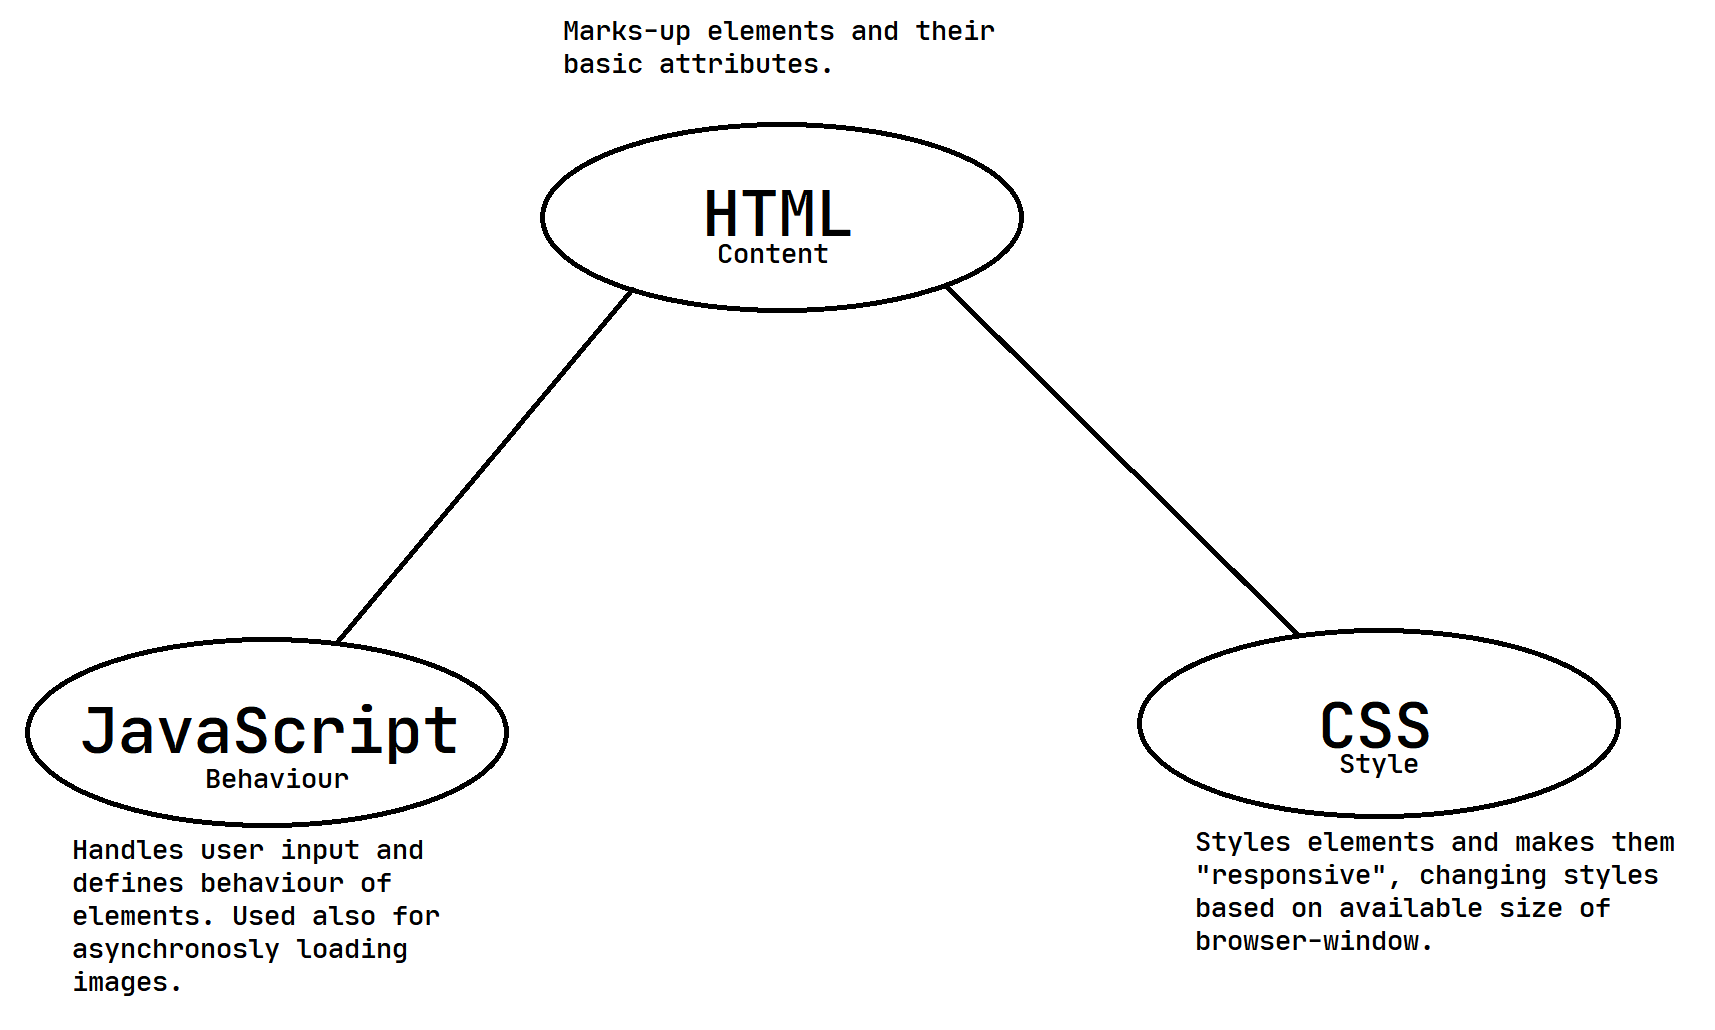 Marks-up elements and their
basic attributes.
HTML
Content
JavaScript
Behaviour
Handles user input and
defines behaviour of
elements. Used also for
asynchronosly loading
images.
CSS
Style
Styles elements and makes them
"responsive", changing styles
based on available size of
browser-window.